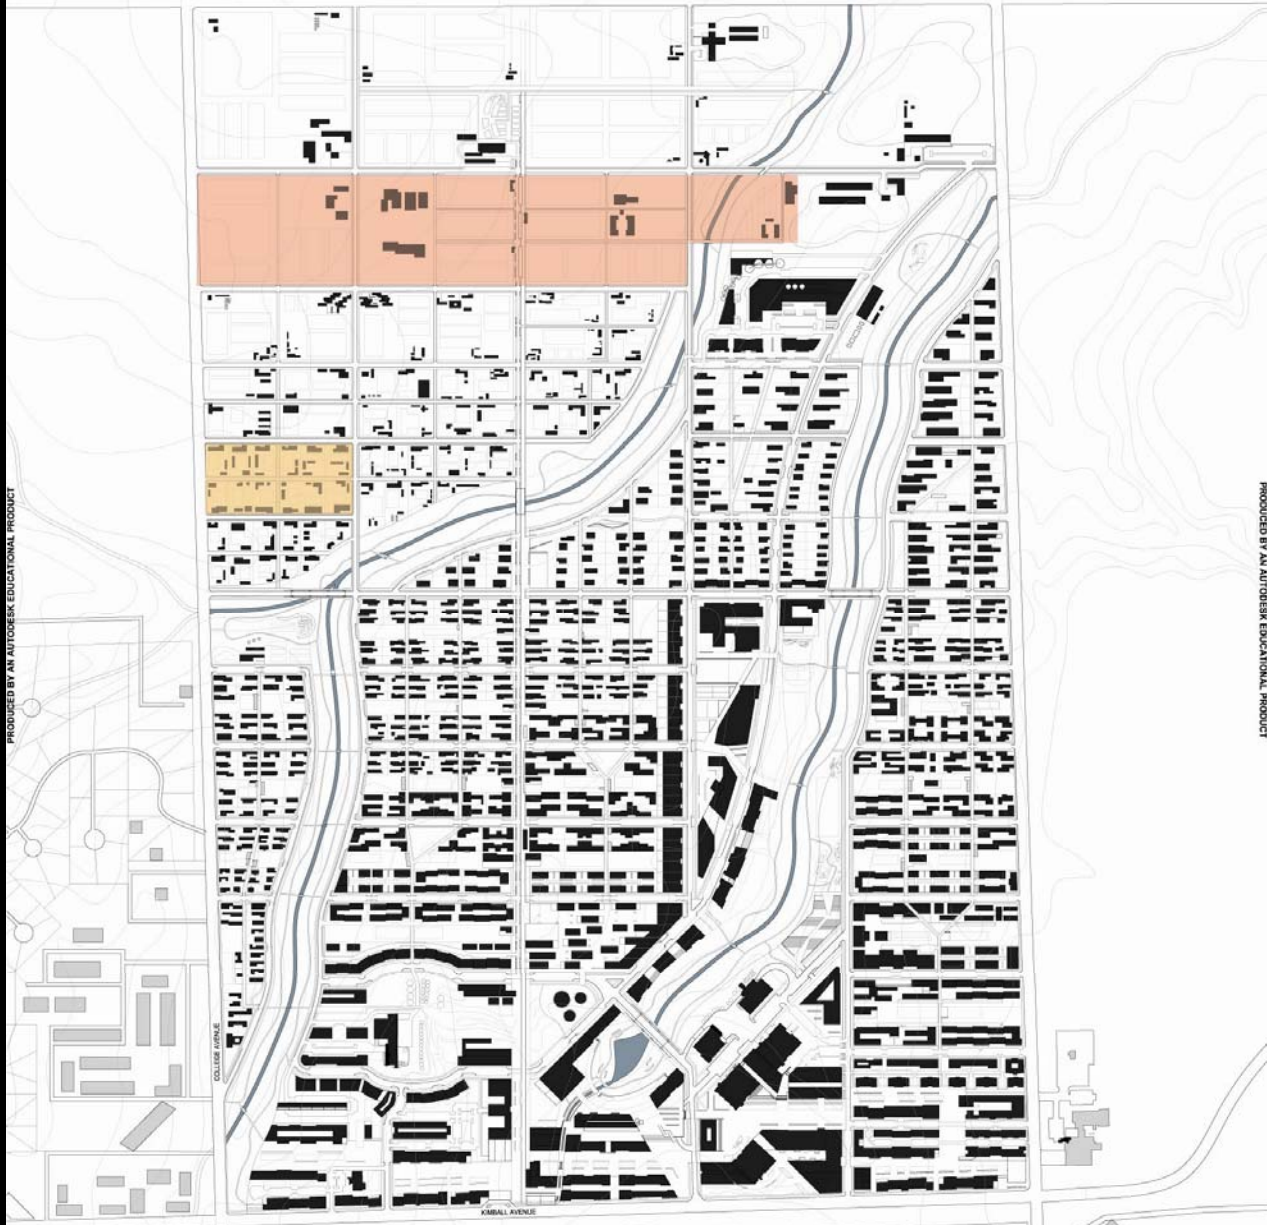 PRODUCED BY AN AUTODESK EDUCATIONAL PRODUCT
PRODUCED BY AN AUTODESK EDUCATIONAL PRODUCT
COLLEGE AVENUE
KIMBALL AVENUE